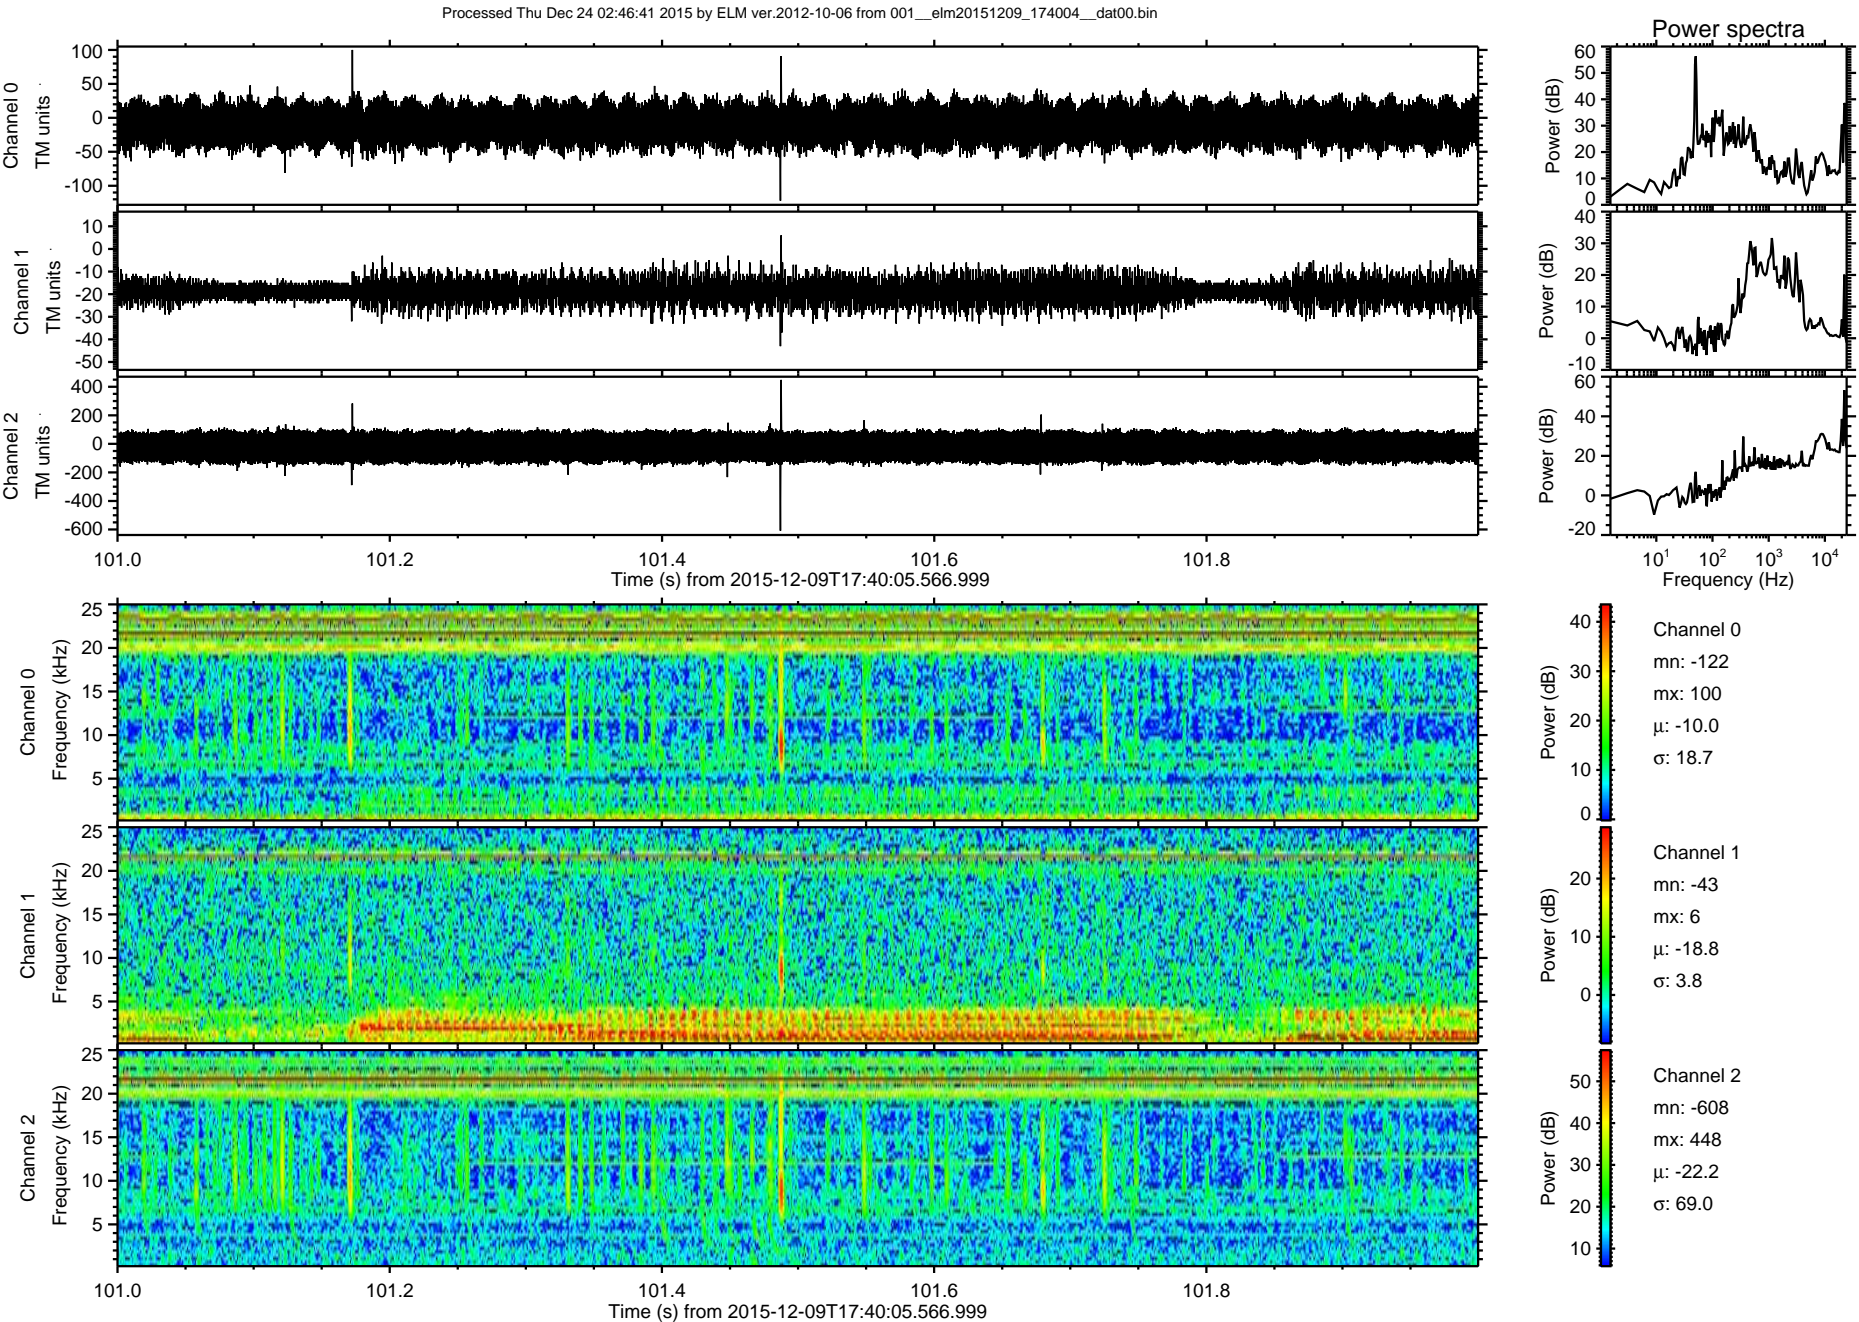 Processed Thu Dec 24 02:46:41 2015 by ELM ver.2012-10-06 from 001__elm20151209_174004__dat00.bin
Power spectra
Channel 0
TM units
100
50
0
-50
-100
Power (dB)
60
50
40
30
20
10
0
Channel 1
TM units
10
0
-10
-20
-30
-40
-50
Power (dB)
40
30
20
10
0
-10
Channel 2
TM units
400
200
0
-200
-400
-600
Power (dB)
60
40
20
0
-20
101.0 101.2 101.4 101.6 101.8
Time (s) from 2015-12-09T17:40:05.566.999
10^1 10^2 10^3 10^4
Frequency (Hz)
Channel 0
Frequency (kHz)
25
20
15
10
5
Power (dB)
40
30
20
10
0
Channel 0
mn: -122
mx: 100
μ: -10.0
σ: 18.7
Channel 1
Frequency (kHz)
25
20
15
10
5
Power (dB)
20
10
0
Channel 1
mn: -43
mx: 6
μ: -18.8
σ: 3.8
Channel 2
Frequency (kHz)
25
20
15
10
5
Power (dB)
50
40
30
20
10
Channel 2
mn: -608
mx: 448
μ: -22.2
σ: 69.0
101.0 101.2 101.4 101.6 101.8
Time (s) from 2015-12-09T17:40:05.566.999